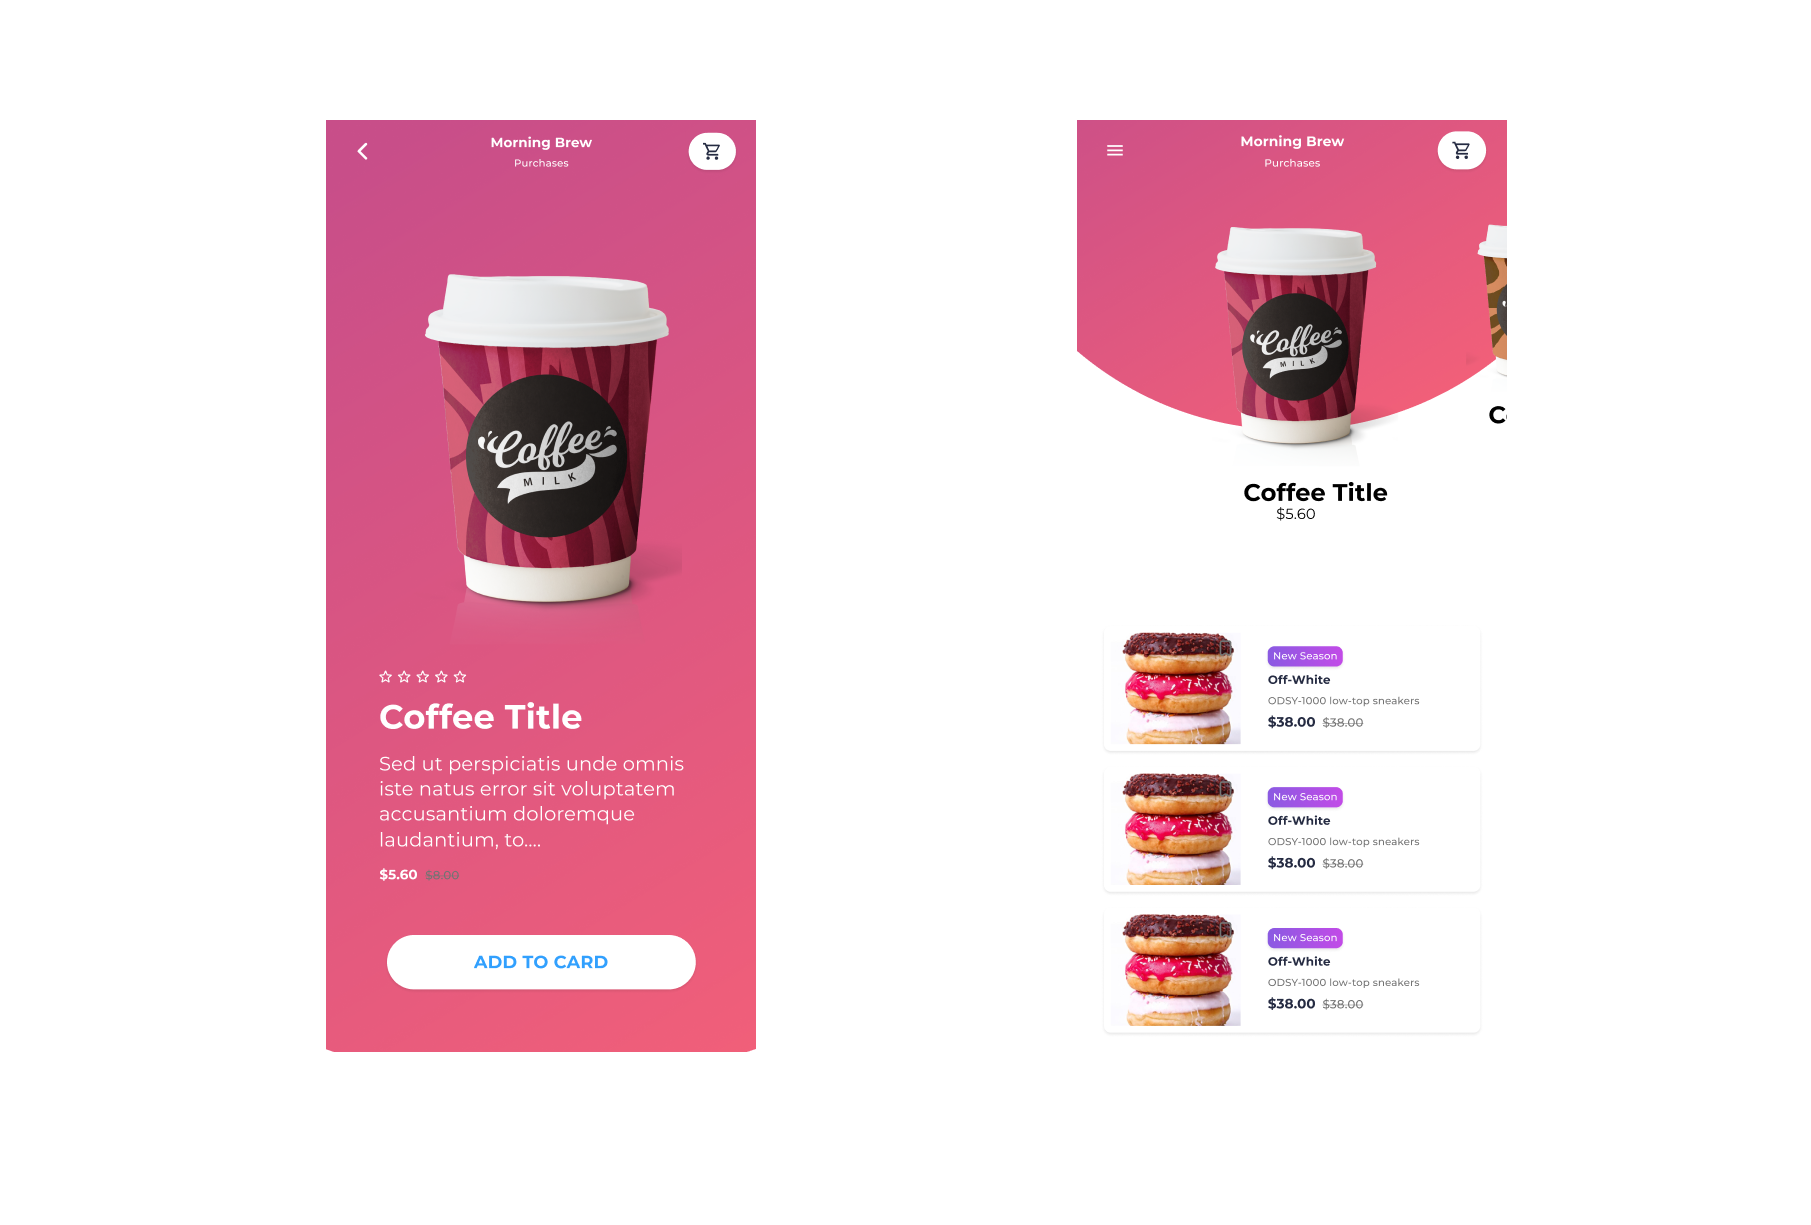 Morning Brew
Purchases
Coffee
MILK
Coffee Title
Sed ut perspiciatis unde omnis
iste natus error sit voluptatem
accusantium doloremque
laudantium, to....
$5.60 $8.00
ADD TO CARD
Morning Brew
Purchases
Coffee
MILK
Co
Coffee Title
$5.60
New Season
Off-White
ODSY-1000 low-top sneakers
$38.00 $38.00
New Season
Off-White
ODSY-1000 low-top sneakers
$38.00 $38.00
New Season
Off-White
ODSY-1000 low-top sneakers
$38.00 $38.00